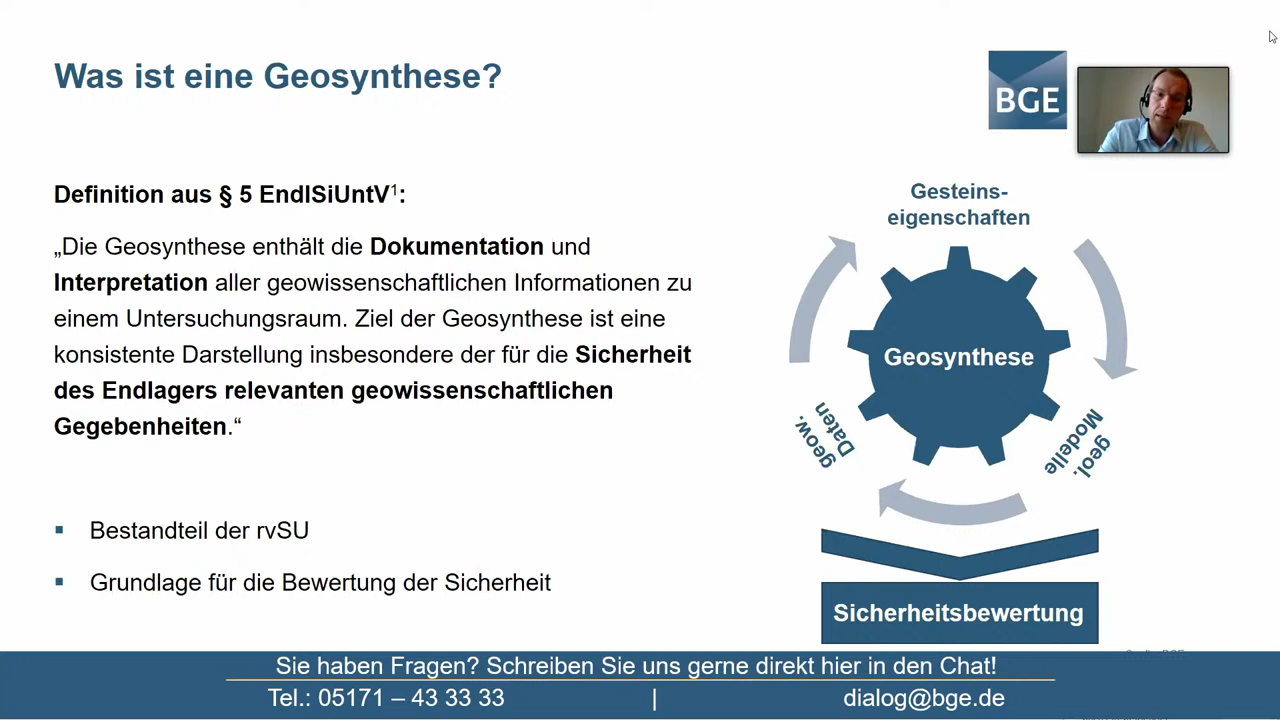 Was ist eine Geosynthese?
BGE
Definition aus § 5 EndlSiUntV¹:
„Die Geosynthese enthält die Dokumentation und
Interpretation aller geowissenschaftlichen Informationen zu
einem Untersuchungsraum. Ziel der Geosynthese ist eine
konsistente Darstellung insbesondere der für die Sicherheit
des Endlagers relevanten geowissenschaftlichen
Gegebenheiten.“
▪ Bestandteil der rvSU
▪ Grundlage für die Bewertung der Sicherheit
Gesteins-
eigenschaften
Geosynthese
geol.
Modelle
geow.
Daten
Sicherheitsbewertung
Sie haben Fragen? Schreiben Sie uns gerne direkt hier in den Chat!
Tel.: 05171 – 43 33 33 | dialog@bge.de